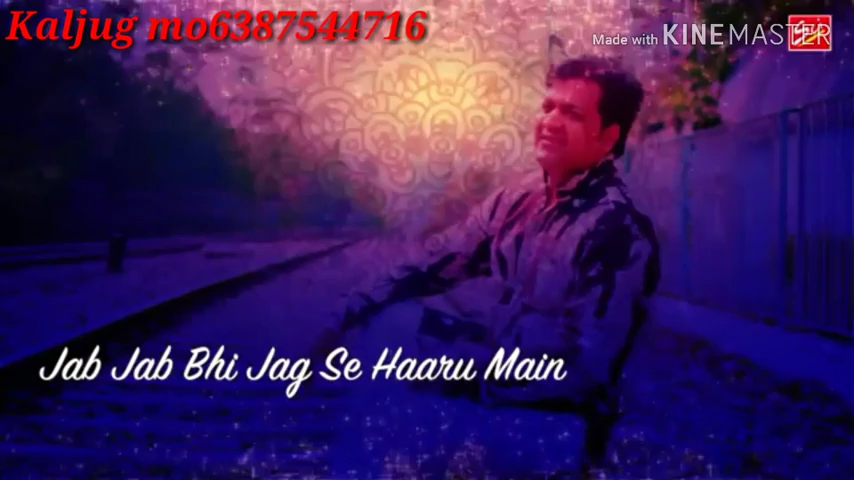 Kaljug mo6387544716
Made with KINEMASTER
Jab Jab Bhi Jag Se Haaru Main